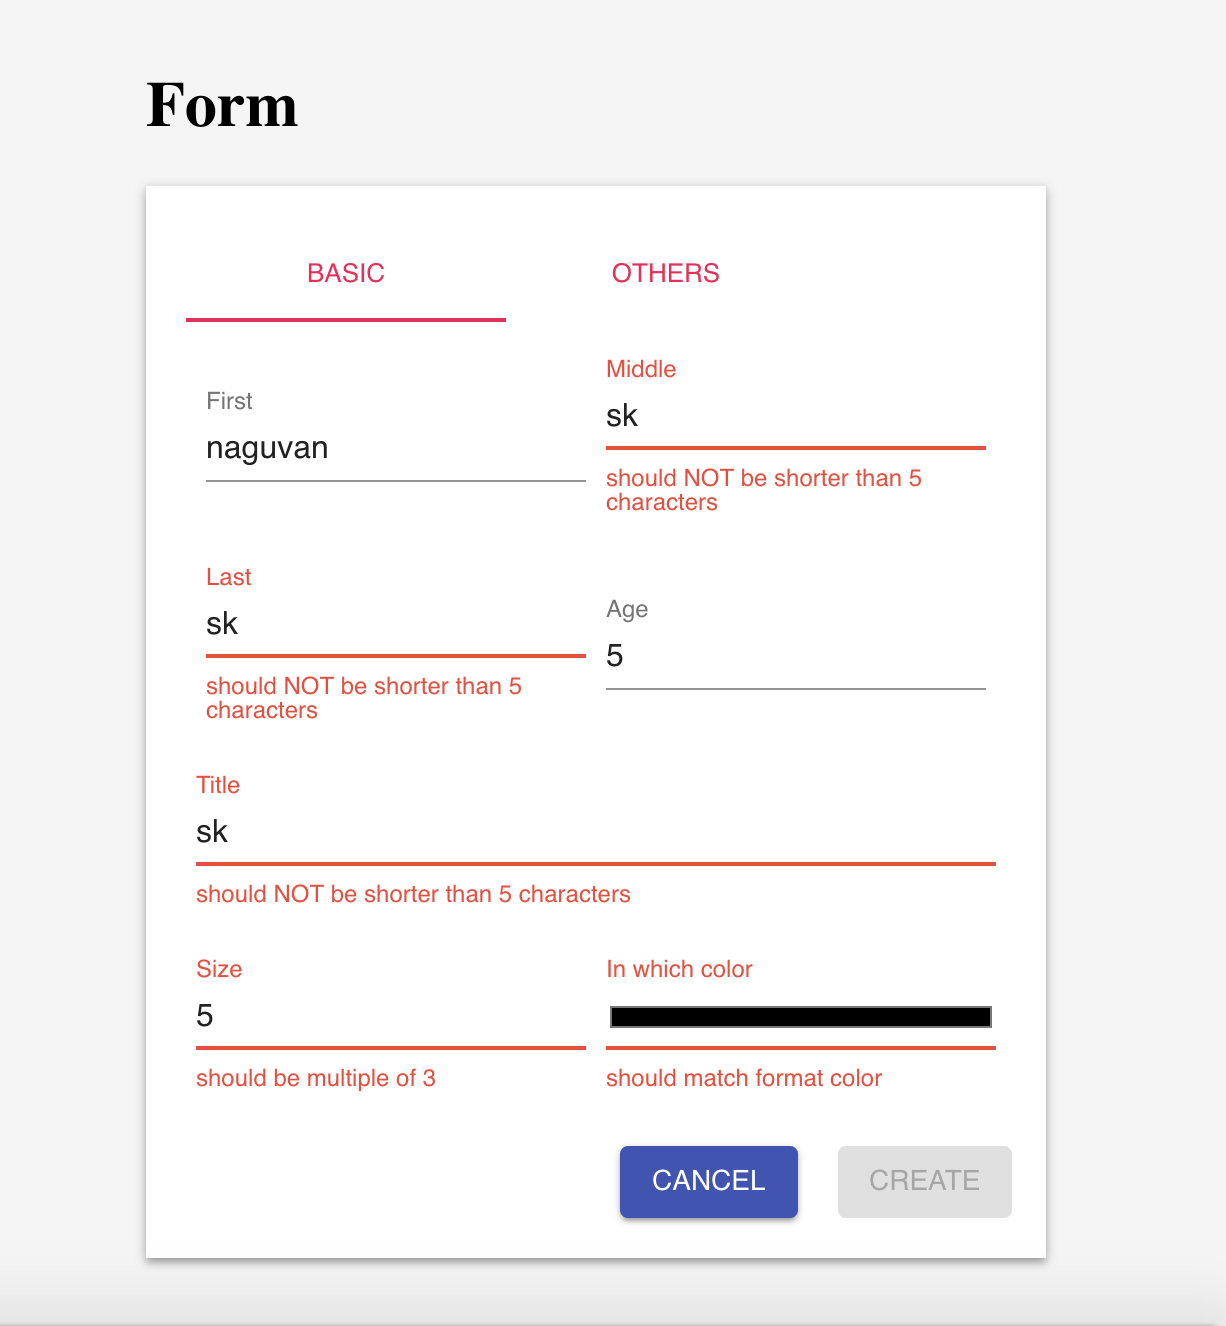 Form
BASIC
OTHERS
First
naguvan
Middle
sk
should NOT be shorter than 5
characters
Last
sk
should NOT be shorter than 5
characters
Age
5
Title
sk
should NOT be shorter than 5 characters
Size
5
should be multiple of 3
In which color
should match format color
CANCEL
CREATE